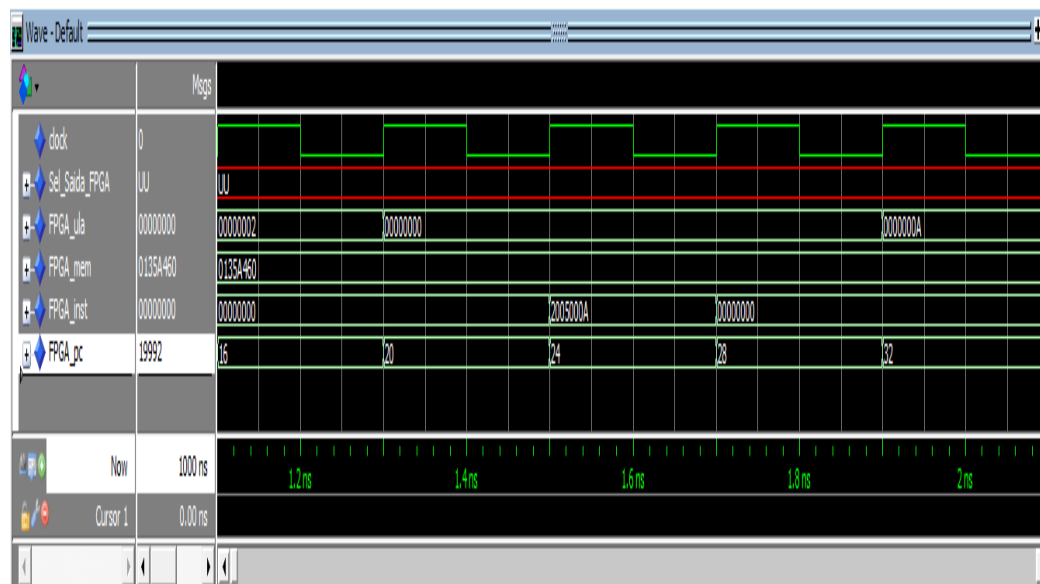 Wave - Default
Msgs
clock 0
Sel_Saida_FPGA UU UU
FPGA_ula 00000000 00000002 00000000 0000000A
FPGA_mem 0135A460 0135A460
FPGA_inst 00000000 00000000 2005000A 00000000
FPGA_pc 19992 16 20 24 28 32
Now 1000 ns 1.2 ns 1.4 ns 1.6 ns 1.8 ns 2 ns
Cursor 1 0.00 ns